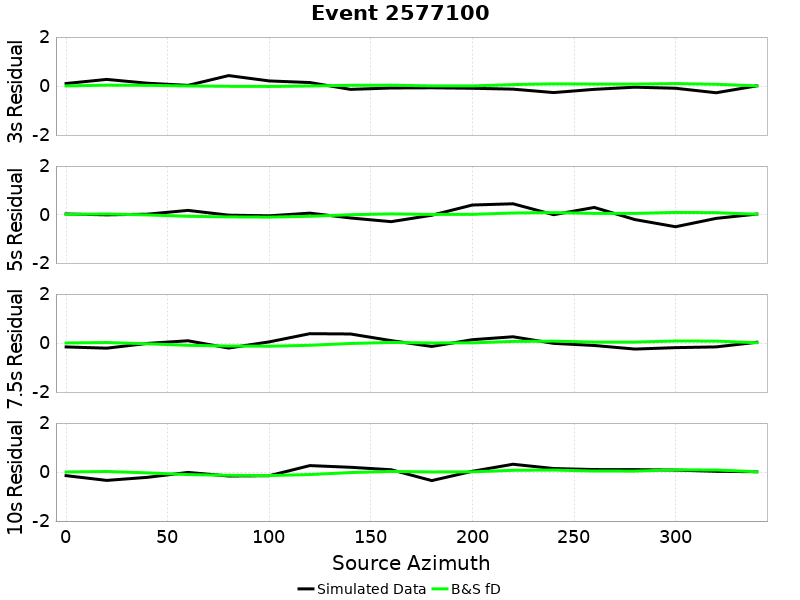 Event 2577100
3s Residual
2
0
-2
5s Residual
2
0
-2
7.5s Residual
2
0
-2
10s Residual
2
0
-2
0 50 100 150 200 250 300
Source Azimuth
Simulated Data B&S fD